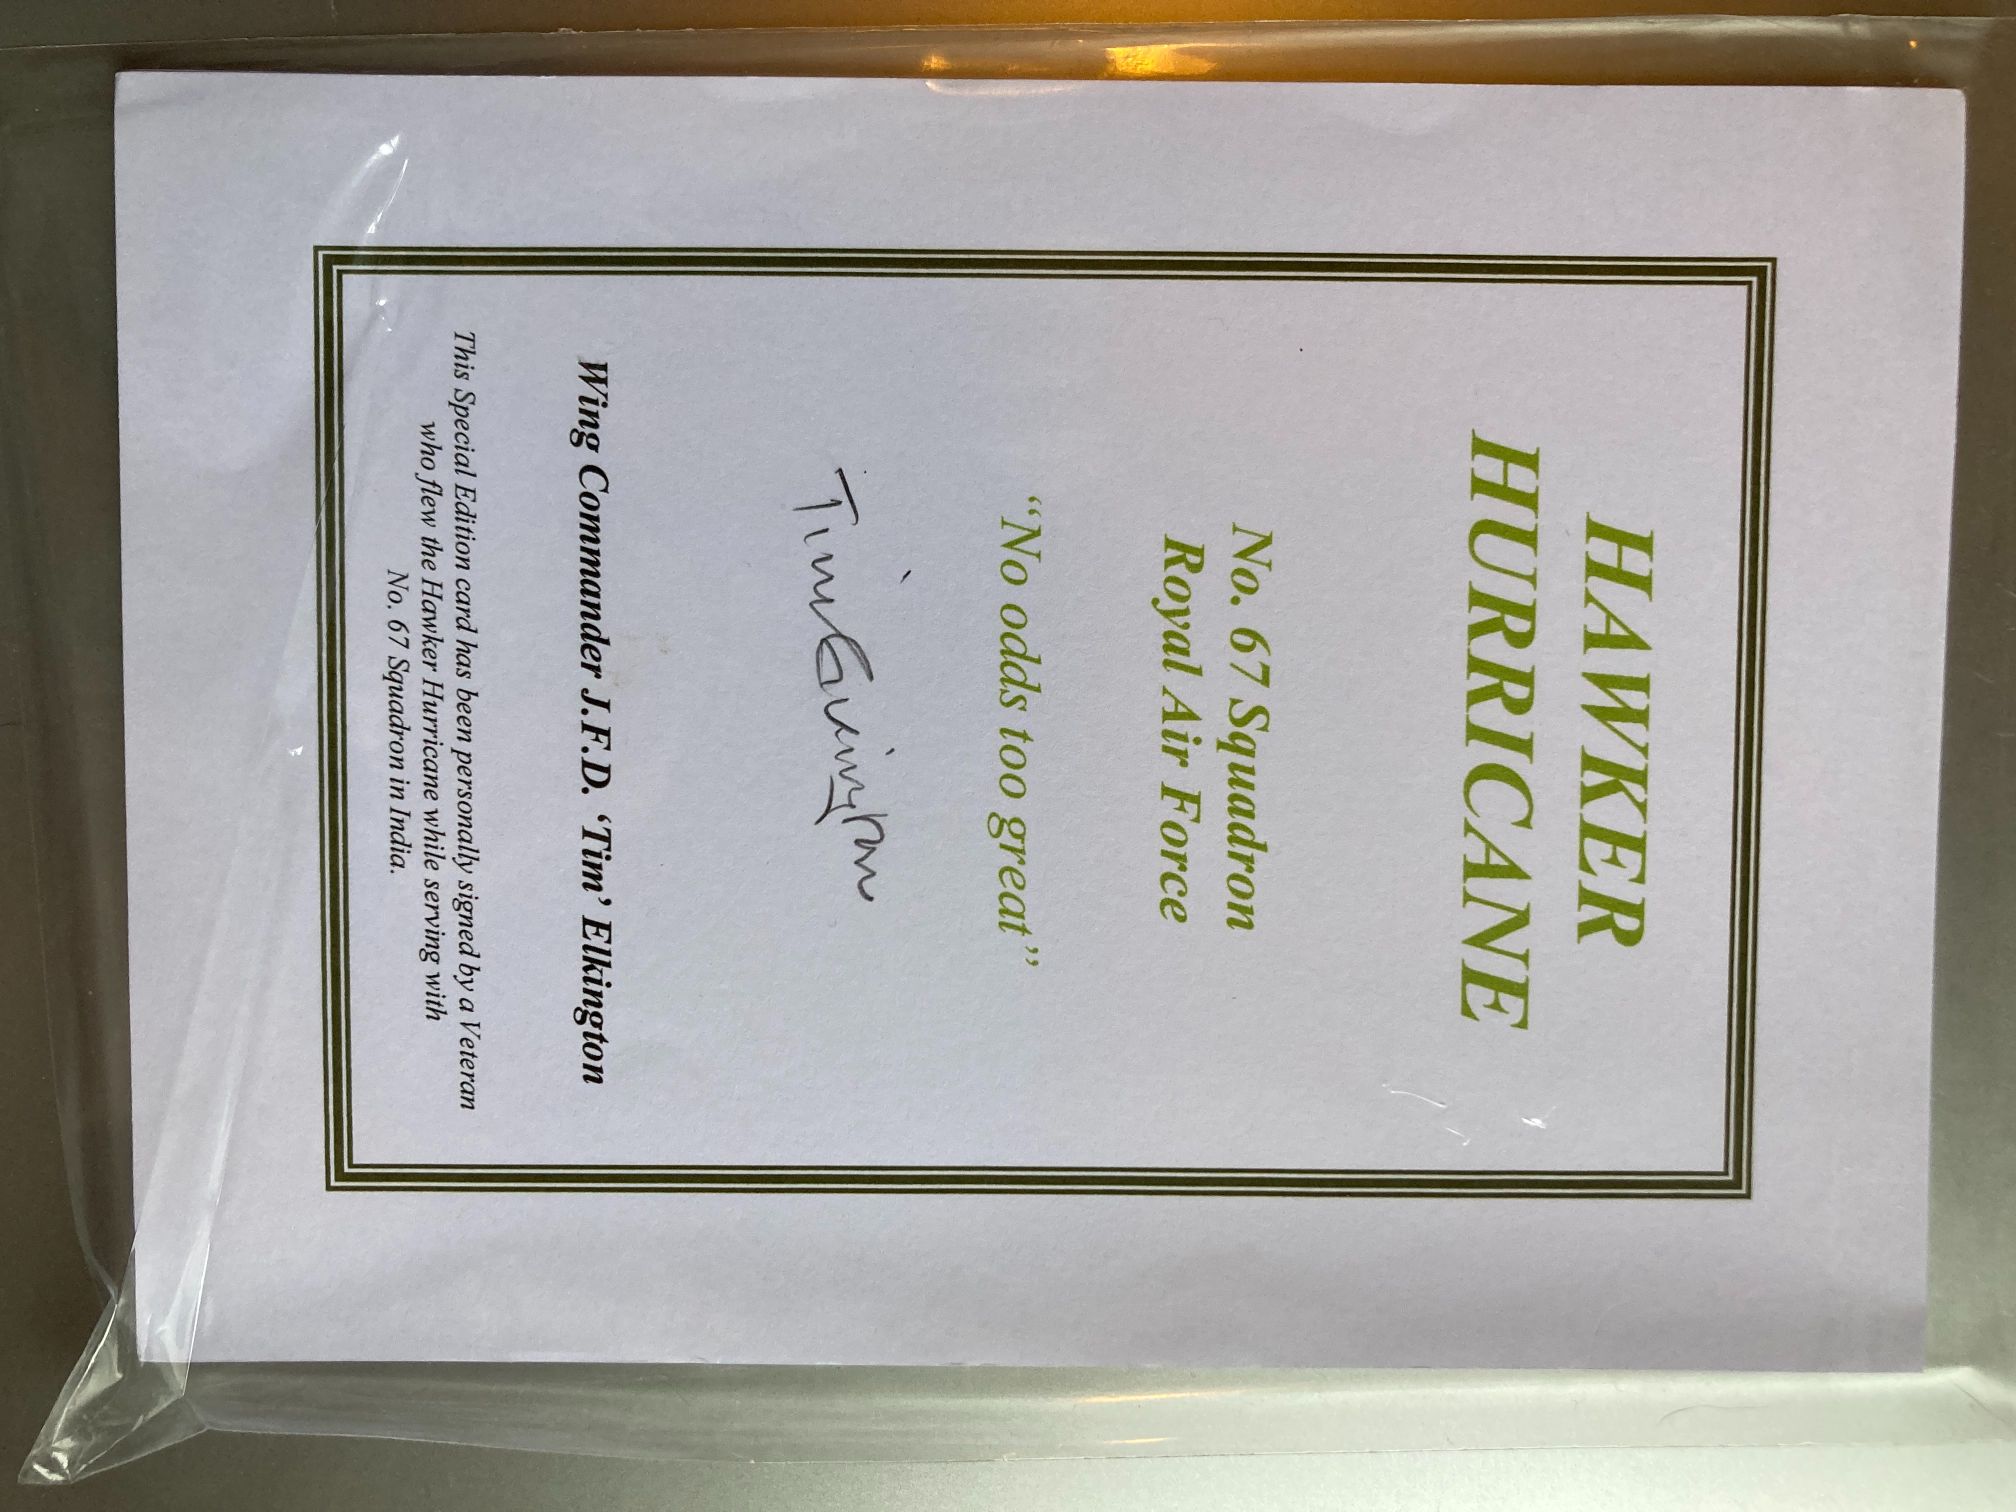 HAWKER
HURRICANE
No. 67 Squadron
Royal Air Force
“No odds too great”
Tim Elkington
Wing Commander J.F.D. ‘Tim’ Elkington
This Special Edition card has been personally signed by a Veteran
who flew the Hawker Hurricane while serving with
No. 67 Squadron in India.